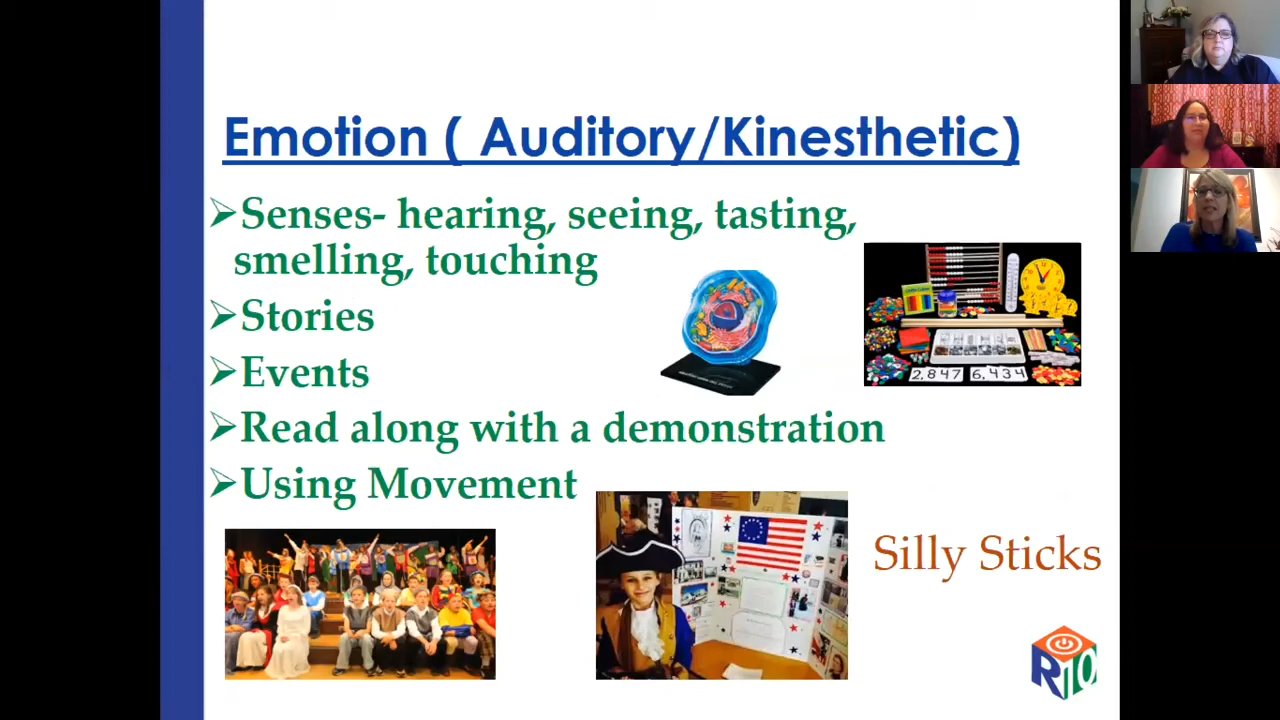 Emotion ( Auditory/Kinesthetic)
➢Senses- hearing, seeing, tasting,
smelling, touching
➢Stories
➢Events
➢Read along with a demonstration
➢Using Movement
2,847 6,434
Silly Sticks
R10